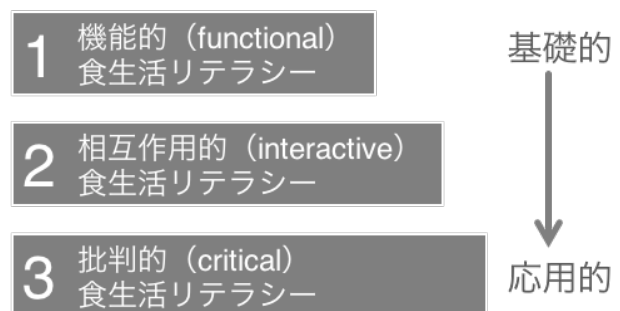 1 機能的（functional）
食生活リテラシー
基礎的
2 相互作用的（interactive）
食生活リテラシー
3 批判的（critical）
食生活リテラシー
応用的